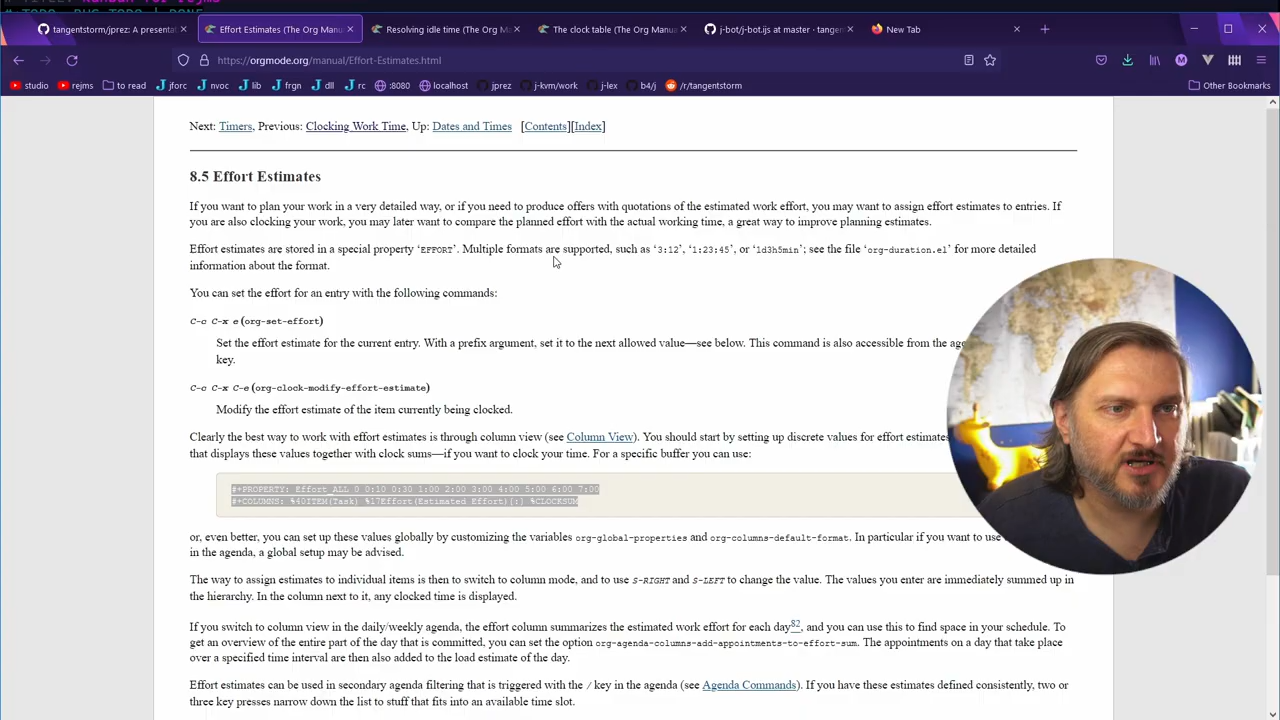 tangentstorm/jprez: A presentat
Effort Estimates (The Org Manu
Resolving idle time (The Org M
The clock table (The Org Manual
j-bot/j-bot.ijs at master · tange
New Tab
https://orgmode.org/manual/Effort-Estimates.html
studio rejms to read jforc nvoc lib frgn dll rc :8080 localhost jprez j-kvm/work j-lex b4/j /r/tangentstorm Other Bookmarks
Next: Timers, Previous: Clocking Work Time, Up: Dates and Times [Contents][Index]
8.5 Effort Estimates
If you want to plan your work in a very detailed way, or if you need to produce offers with quotations of the estimated work effort, you may want to assign effort estimates to entries. If
you are also clocking your work, you may later want to compare the planned effort with the actual working time, a great way to improve planning estimates.
Effort estimates are stored in a special property ‘EFFORT’. Multiple formats are supported, such as ‘3:12’, ‘1:23:45’, or ‘1d3h5min’; see the file ‘org-duration.el’ for more detailed
information about the format.
You can set the effort for an entry with the following commands:
C-c C-x e (org-set-effort)
Set the effort estimate for the current entry. With a prefix argument, set it to the next allowed value—see below. This command is also accessible from the age
key.
C-c C-x C-e (org-clock-modify-effort-estimate)
Modify the effort estimate of the item currently being clocked.
Clearly the best way to work with effort estimates is through column view (see Column View). You should start by setting up discrete values for effort estimates
that displays these values together with clock sums—if you want to clock your time. For a specific buffer you can use:
#+PROPERTY: Effort_ALL 0 0:10 0:30 1:00 2:00 3:00 4:00 5:00 6:00 7:00
#+COLUMNS: %40ITEM(Task) %17Effort(Estimated Effort){:} %CLOCKSUM
or, even better, you can set up these values globally by customizing the variables org-global-properties and org-columns-default-format. In particular if you want to use
in the agenda, a global setup may be advised.
The way to assign estimates to individual items is then to switch to column mode, and to use S-RIGHT and S-LEFT to change the value. The values you enter are immediately summed up in
the hierarchy. In the column next to it, any clocked time is displayed.
If you switch to column view in the daily/weekly agenda, the effort column summarizes the estimated work effort for each day82, and you can use this to find space in your schedule. To
get an overview of the entire part of the day that is committed, you can set the option org-agenda-columns-add-appointments-to-effort-sum. The appointments on a day that take place
over a specified time interval are then also added to the load estimate of the day.
Effort estimates can be used in secondary agenda filtering that is triggered with the / key in the agenda (see Agenda Commands). If you have these estimates defined consistently, two or
three key presses narrow down the list to stuff that fits into an available time slot.